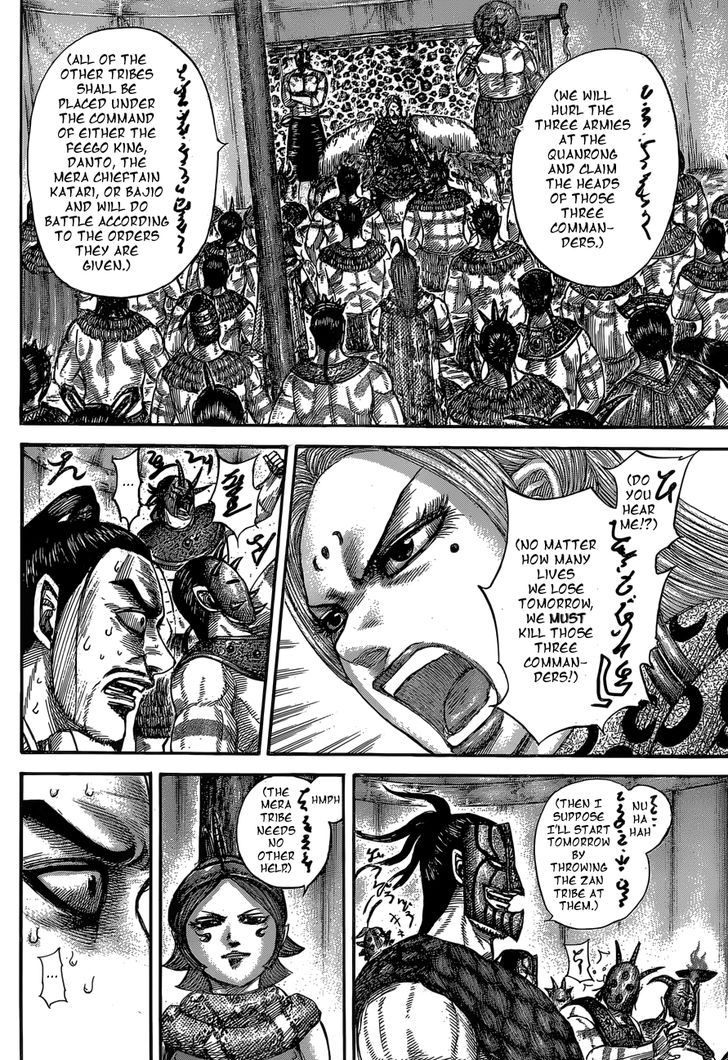 (WE WILL
HURL THE
THREE ARMIES
AT THE
QUANRONG
AND CLAIM
THE HEADS
OF THOSE
THREE
COMMAN-
DERS.)
(ALL OF THE
OTHER TRIBES
SHALL BE
PLACED UNDER
THE COMMAND
OF EITHER THE
FEEGO KING,
DANTO, THE
MERA CHIEFTAIN
KATARI, OR BAJIO
AND WILL DO
BATTLE ACCORDING
TO THE ORDERS
THEY ARE
GIVEN.)
(DO
YOU
HEAR
ME!?)
(NO MATTER
HOW MANY
LIVES
WE LOSE
TOMORROW,
WE MUST
KILL THOSE
THREE
COMMAN-
DERS!)
...
NU
HA
HAH
(THEN I
SUPPOSE
I'LL START
TOMORROW
BY
THROWING
THE ZAN
TRIBE AT
THEM.)
HMPH
(THE
MERA
TRIBE
NEEDS
NO
OTHER
HELP.)
...